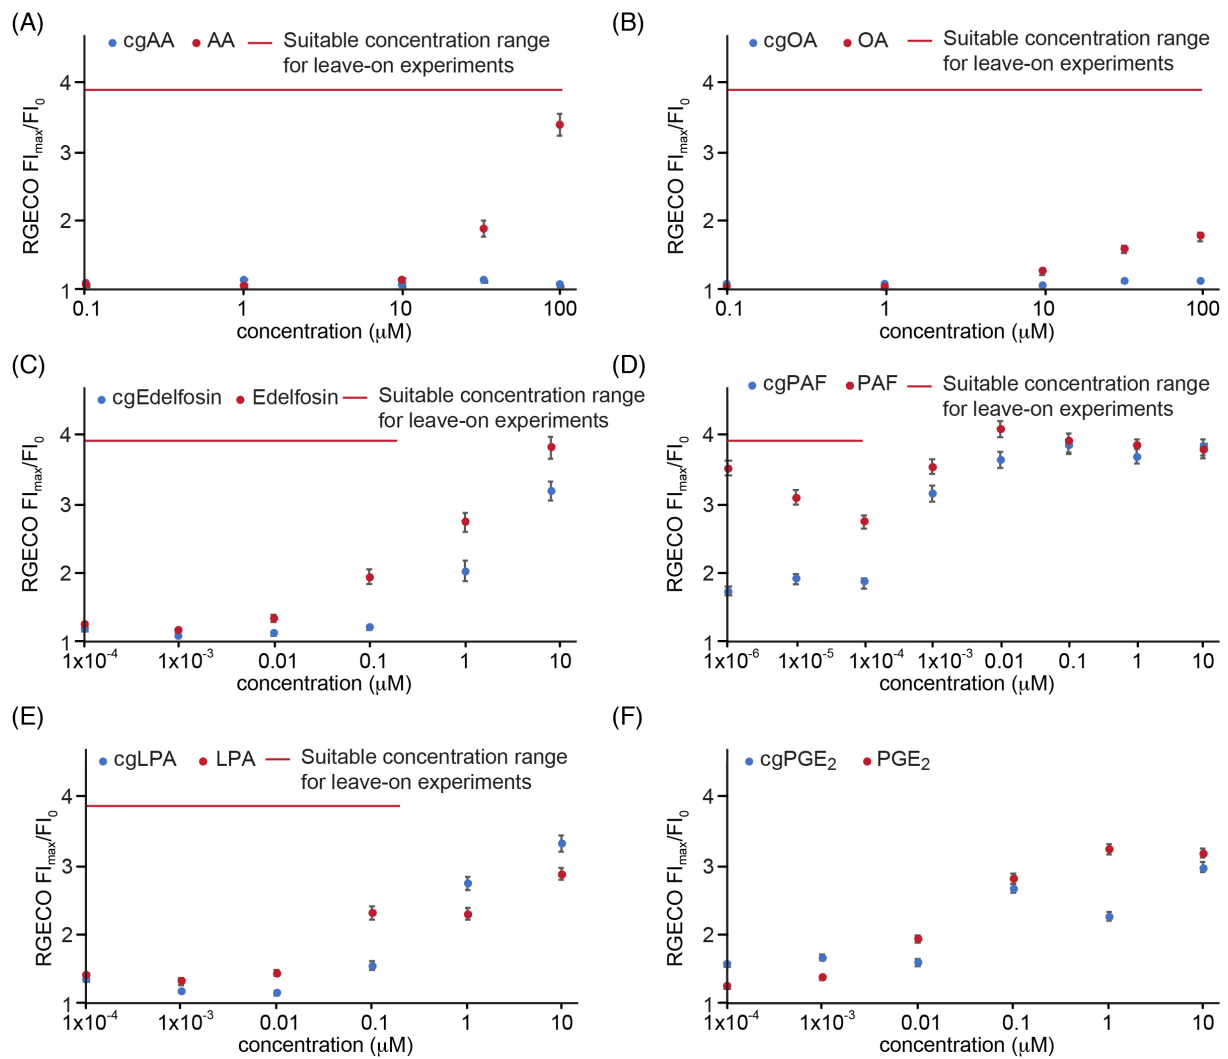 (A)
cgAA AA Suitable concentration range
for leave-on experiments
RGECO FImax/FI0
4
3
2
1
0.1 1 10 100
concentration (μM)
(B)
cgOA OA Suitable concentration range
for leave-on experiments
RGECO FImax/FI0
4
3
2
1
0.1 1 10 100
concentration (μM)
(C)
cgEdelfosin Edelfosin Suitable concentration range
for leave-on experiments
RGECO FImax/FI0
4
3
2
1
1x10-4 1x10-3 0.01 0.1 1 10
concentration (μM)
(D)
cgPAF PAF Suitable concentration range
for leave-on experiments
RGECO FImax/FI0
4
3
2
1
1x10-6 1x10-5 1x10-4 1x10-3 0.01 0.1 1 10
concentration (μM)
(E)
cgLPA LPA Suitable concentration range
for leave-on experiments
RGECO FImax/FI0
4
3
2
1
1x10-4 1x10-3 0.01 0.1 1 10
concentration (μM)
(F)
cgPGE2 PGE2
RGECO FImax/FI0
4
3
2
1
1x10-6 1x10-3 0.01 0.1 1 10
concentration (μM)